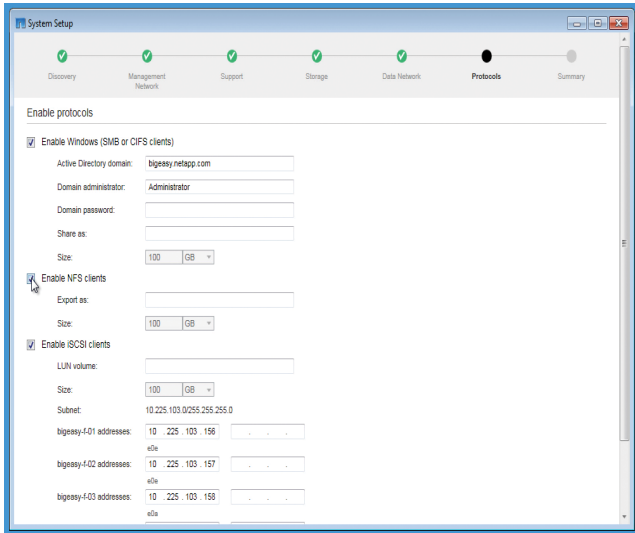 System Setup
Discovery
Management
Network
Support
Storage
Data Network
Protocols
Summary
Enable protocols
Enable Windows (SMB or CIFS clients)
Active Directory domain: bigeasy.netapp.com
Domain administrator: Administrator
Domain password:
Share as:
Size: 100 GB
Enable NFS clients
Export as:
Size: 100 GB
Enable iSCSI clients
LUN volume:
Size: 100 GB
Subnet: 10.225.103.0/255.255.255.0
bigeasy-f-01 addresses: 10 . 225 . 103 . 156 . . .
e0e
bigeasy-f-02 addresses: 10 . 225 . 103 . 157 . . .
e0e
bigeasy-f-03 addresses: 10 . 225 . 103 . 158 . . .
e0e